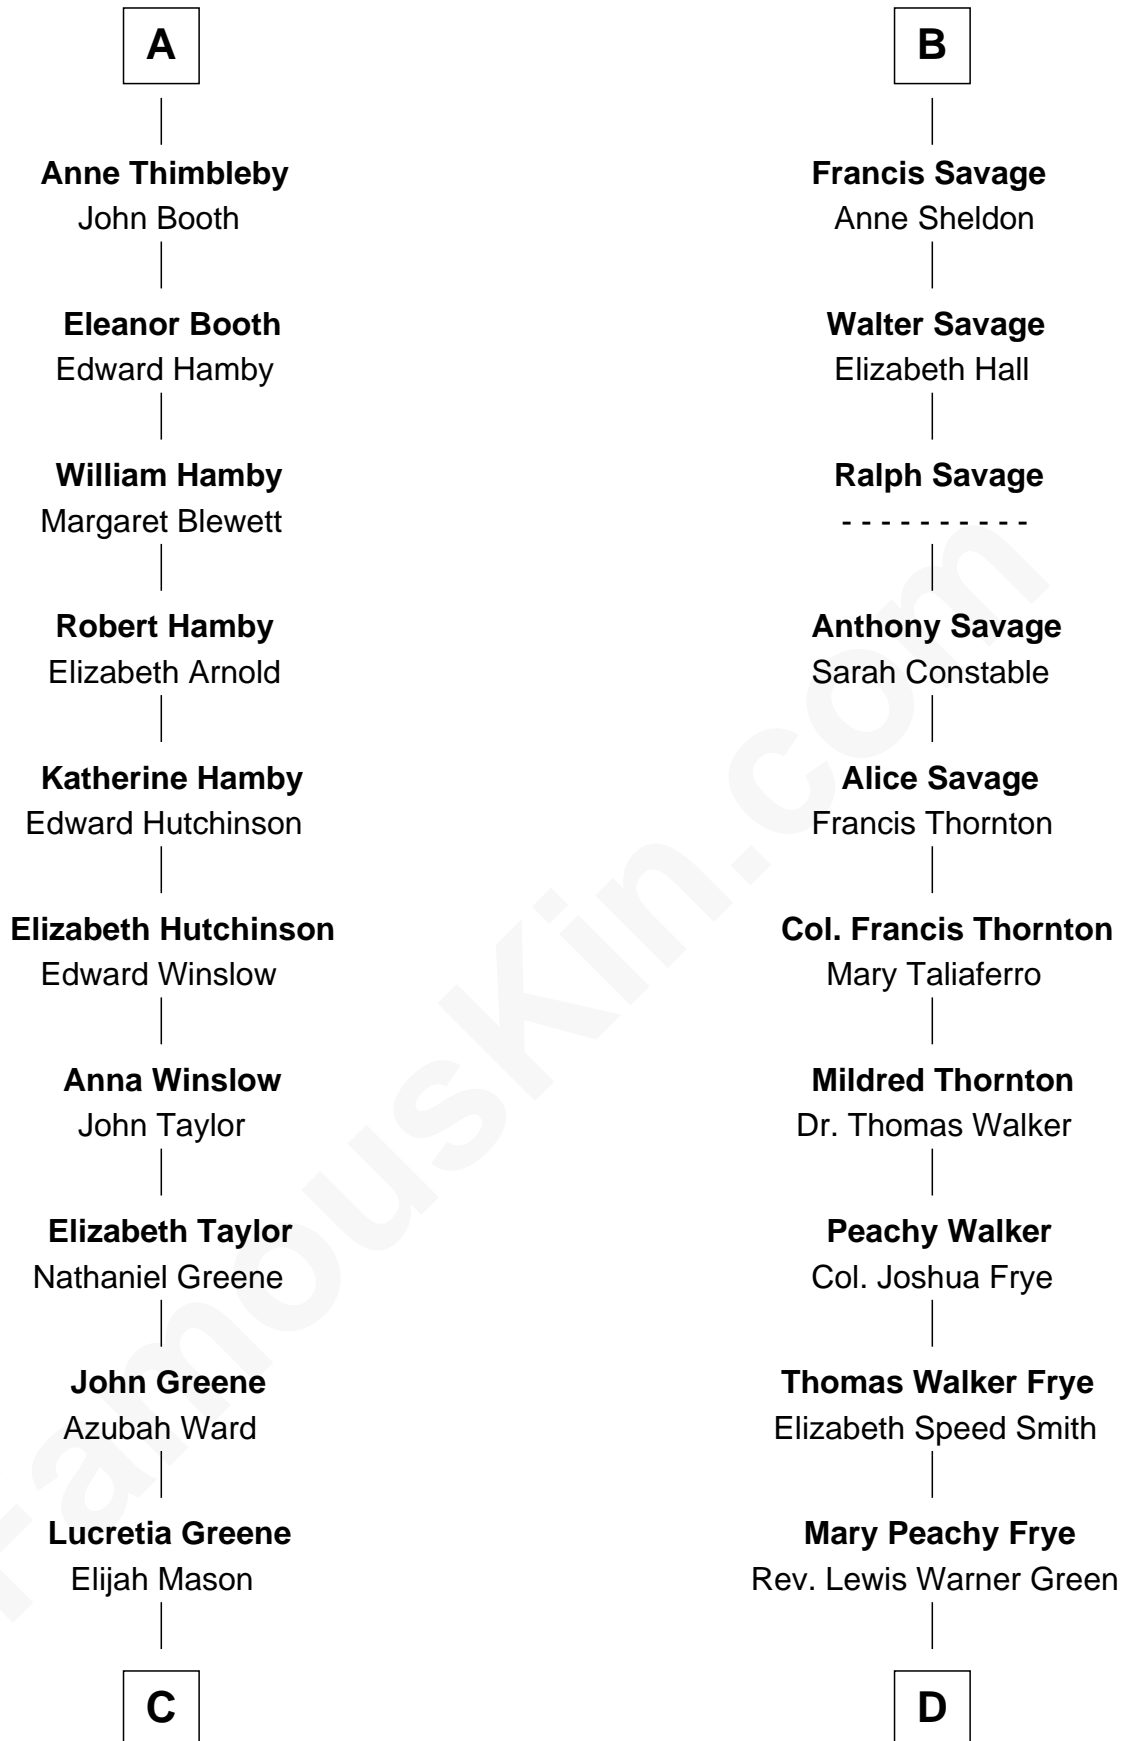 A
Anne Thimbleby
John Booth
Eleanor Booth
Edward Hamby
William Hamby
Margaret Blewett
Robert Hamby
Elizabeth Arnold
Katherine Hamby
Edward Hutchinson
Elizabeth Hutchinson
Edward Winslow
Anna Winslow
John Taylor
Elizabeth Taylor
Nathaniel Greene
John Greene
Azubah Ward
Lucretia Greene
Elijah Mason
C
B
Francis Savage
Anne Sheldon
Walter Savage
Elizabeth Hall
Ralph Savage
- - - - - - - - - -
Anthony Savage
Sarah Constable
Alice Savage
Francis Thornton
Col. Francis Thornton
Mary Taliaferro
Mildred Thornton
Dr. Thomas Walker
Peachy Walker
Col. Joshua Frye
Thomas Walker Frye
Elizabeth Speed Smith
Mary Peachy Frye
Rev. Lewis Warner Green
D
FamousKin.com